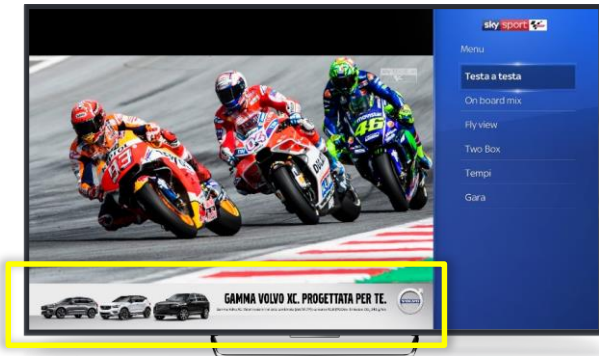 sky sport
Menu
Testa a testa
On board mix
Fly view
Two Box
Tempi
Gara
93
04
46
DUCATI
GAMMA VOLVO XC. PROGETTATA PER TE.
VOLVO